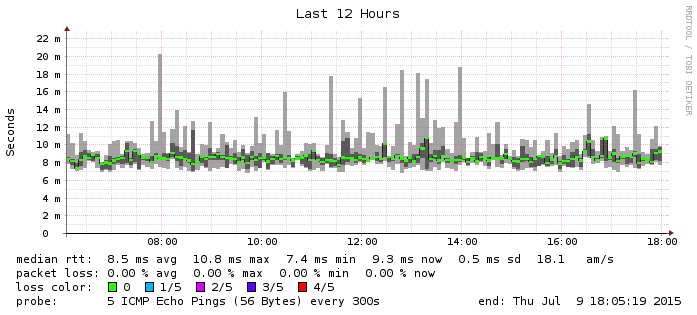 Last 12 Hours
RRDTOOL / TOBI OETIKER
Seconds
22 m
20 m
18 m
16 m
14 m
12 m
10 m
8 m
6 m
4 m
2 m
0
08:00 10:00 12:00 14:00 16:00 18:00
median rtt: 8.5 ms avg 10.8 ms max 7.4 ms min 9.3 ms now 0.5 ms sd 18.1 am/s
packet loss: 0.00 % avg 0.00 % max 0.00 % min 0.00 % now
loss color: 0 1/5 2/5 3/5 4/5
probe: 5 ICMP Echo Pings (56 Bytes) every 300s end: Thu Jul 9 18:05:19 2015